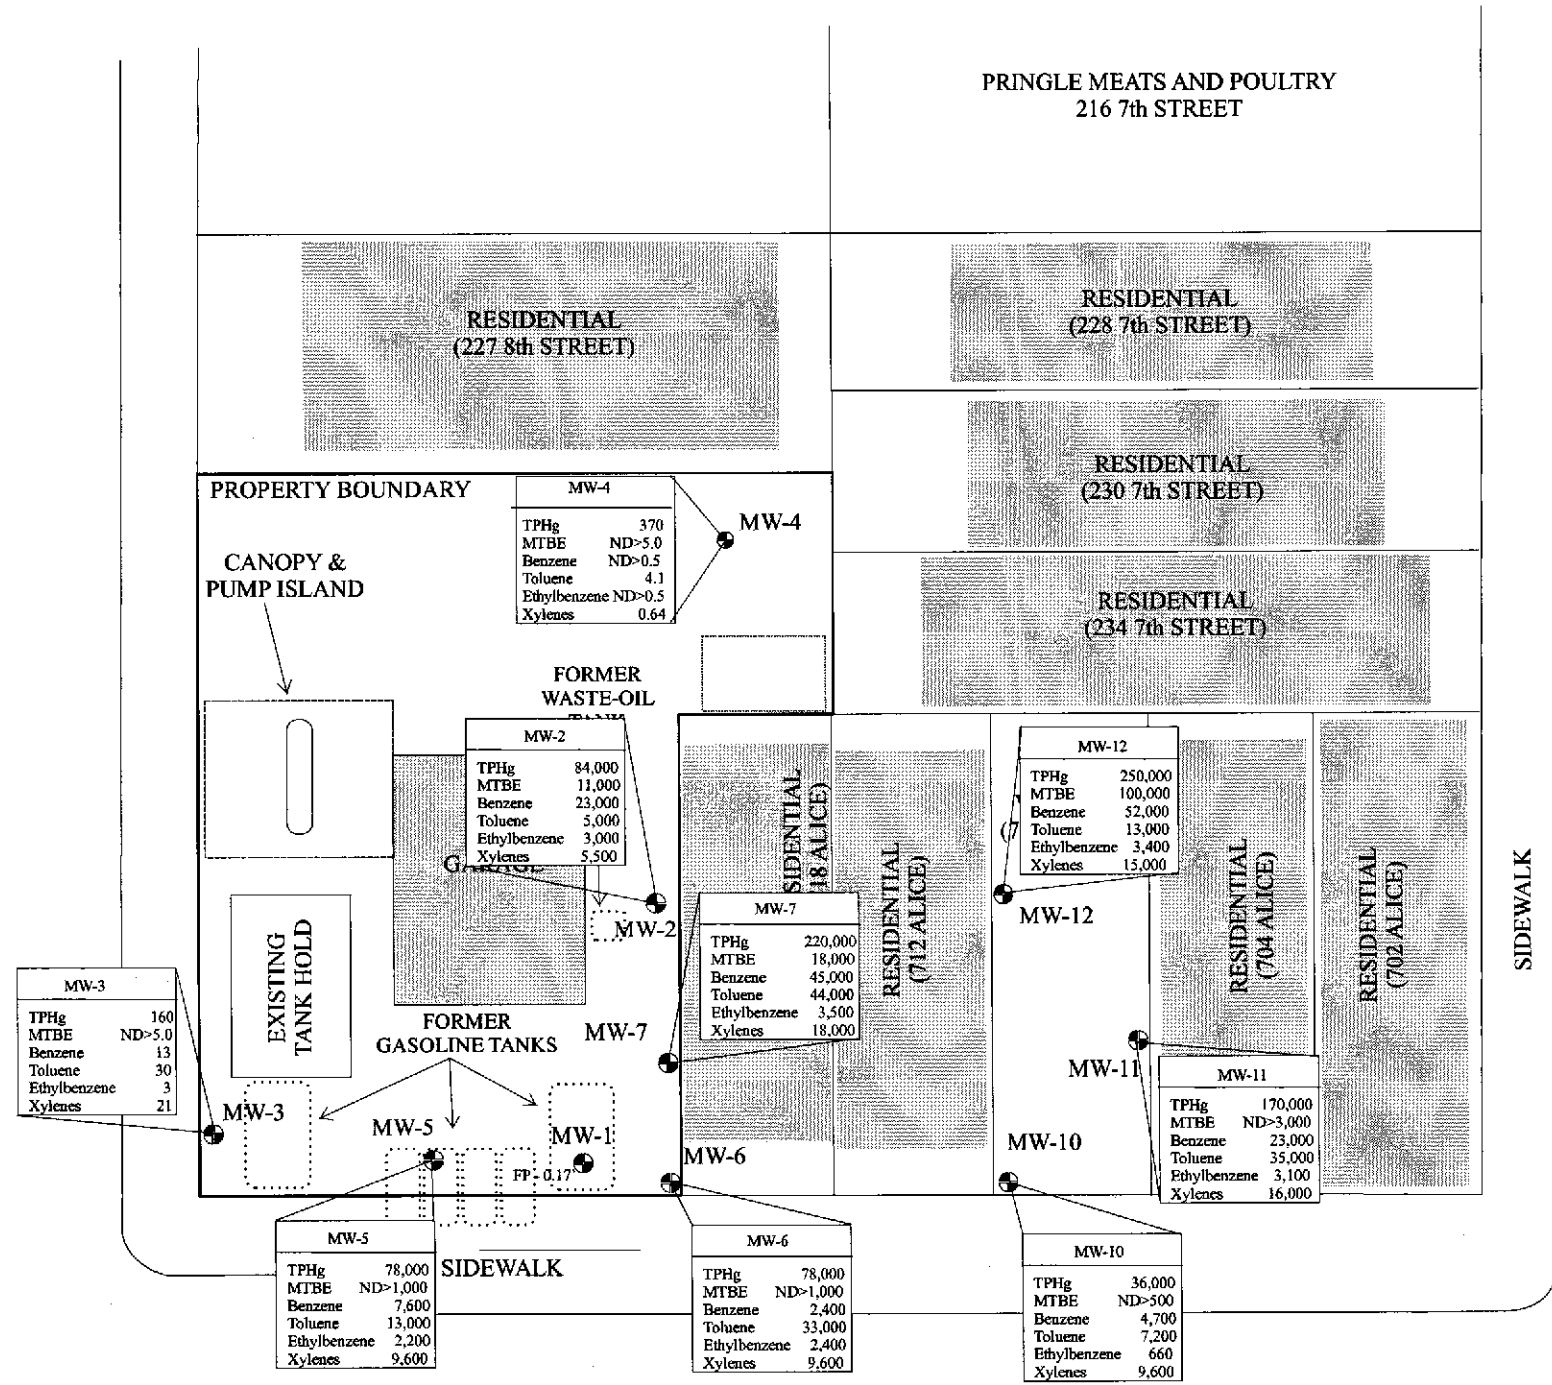 PRINGLE MEATS AND POULTRY
216 7th STREET
RESIDENTIAL
(227 8th STREET)
RESIDENTIAL
(228 7th STREET)
RESIDENTIAL
(230 7th STREET)
RESIDENTIAL
(234 7th STREET)
PROPERTY BOUNDARY
MW-4
TPHg 370
MTBE ND>5.0
Benzene ND>0.5
Toluene 4.1
Ethylbenzene ND>0.5
Xylenes 0.64
MW-4
CANOPY &
PUMP ISLAND
FORMER
WASTE-OIL
TANK
MW-2
TPHg 84,000
MTBE 11,000
Benzene 23,000
Toluene 5,000
Ethylbenzene 3,000
Xylenes 5,500
GARAGE
MW-2
MW-12
TPHg 250,000
MTBE 100,000
Benzene 52,000
Toluene 13,000
Ethylbenzene 3,400
Xylenes 15,000
(7
MW-12
SIDENTIAL
18 ALICE)
RESIDENTIAL
(712 ALICE)
RESIDENTIAL
(704 ALICE)
RESIDENTIAL
(702 ALICE)
SIDEWALK
MW-7
TPHg 220,000
MTBE 18,000
Benzene 45,000
Toluene 44,000
Ethylbenzene 3,500
Xylenes 18,000
MW-7
EXISTING
TANK HOLD
FORMER
GASOLINE TANKS
MW-3
TPHg 160
MTBE ND>5.0
Benzene 13
Toluene 30
Ethylbenzene 3
Xylenes 21
MW-3
MW-5
MW-1
FP - 0.17'
MW-6
MW-10
MW-11
MW-11
TPHg 170,000
MTBE ND>3,000
Benzene 23,000
Toluene 35,000
Ethylbenzene 3,100
Xylenes 16,000
MW-5
TPHg 78,000
MTBE ND>1,000
Benzene 7,600
Toluene 13,000
Ethylbenzene 2,200
Xylenes 9,600
SIDEWALK
MW-6
TPHg 78,000
MTBE ND>1,000
Benzene 2,400
Toluene 33,000
Ethylbenzene 2,400
Xylenes 9,600
MW-10
TPHg 36,000
MTBE ND>500
Benzene 4,700
Toluene 7,200
Ethylbenzene 660
Xylenes 9,600